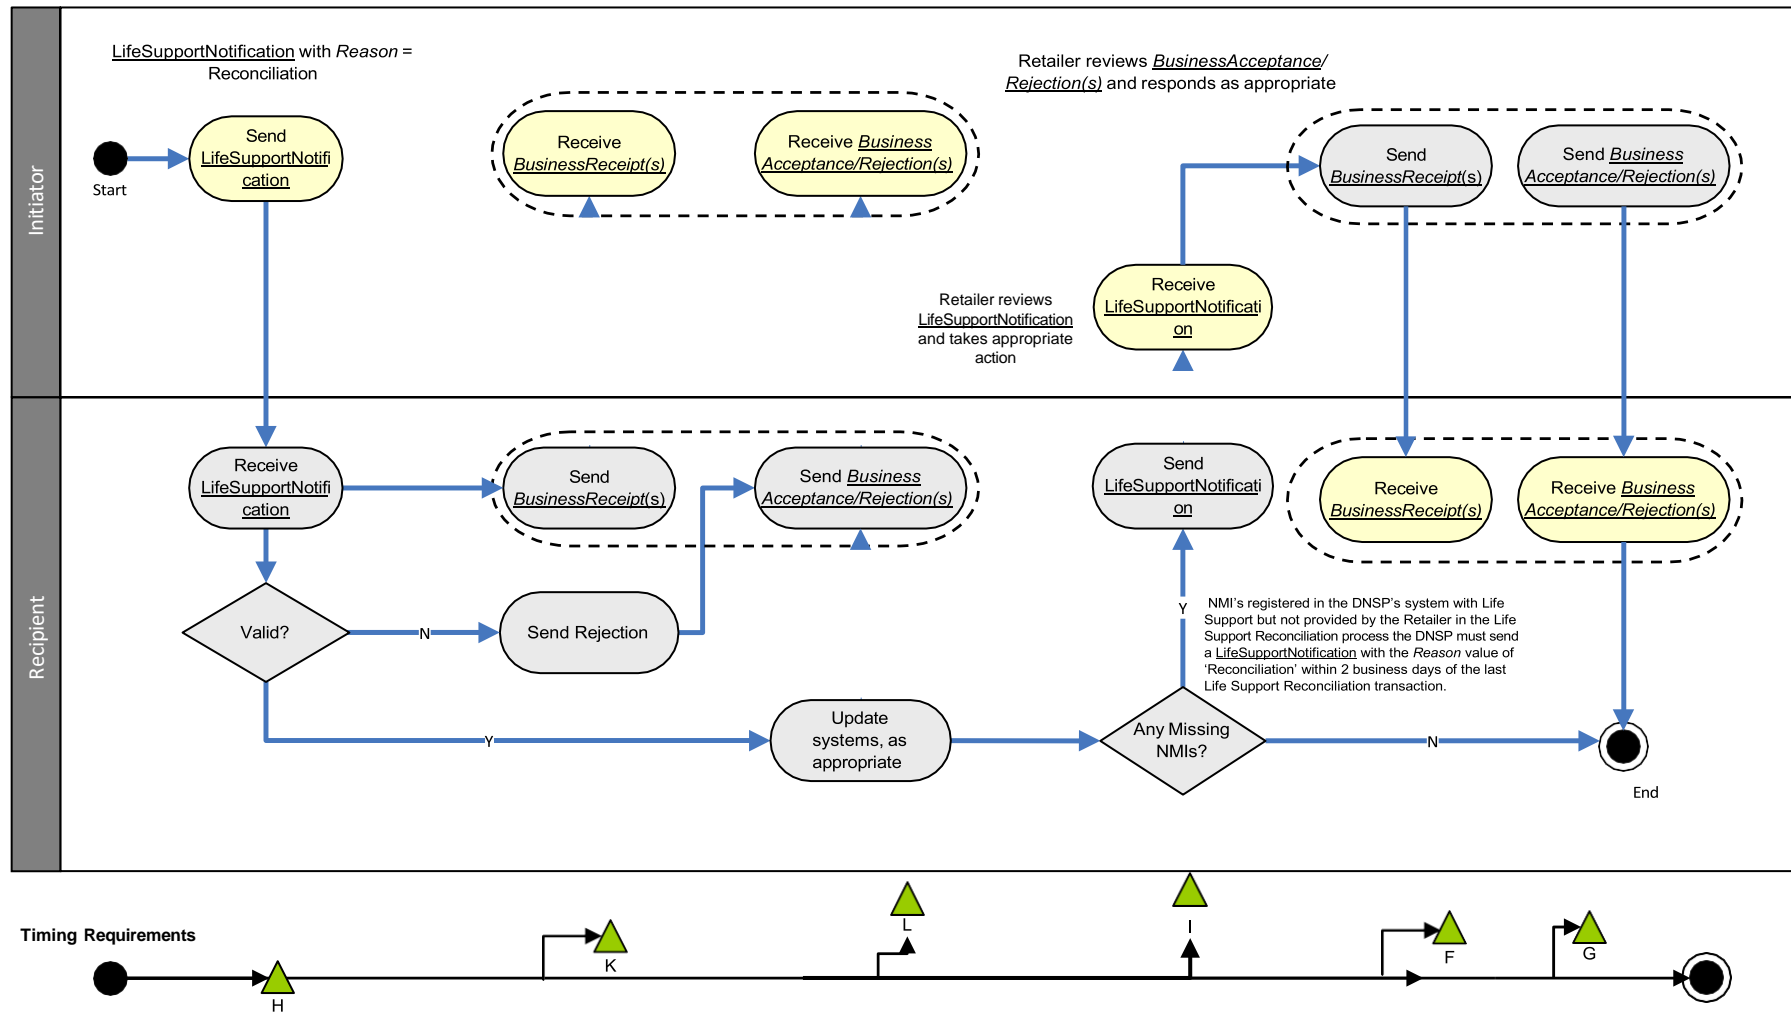 Initiator
LifeSupportNotification with Reason =
Reconciliation
Start
Send
LifeSupportNotifi
cation
Receive
BusinessReceipt(s)
Receive Business
Acceptance/Rejection(s)
Retailer reviews BusinessAcceptance/
Rejection(s) and responds as appropriate
Send
BusinessReceipt(s)
Send Business
Acceptance/Rejection(s)
Retailer reviews
LifeSupportNotification
and takes appropriate
action
Receive
LifeSupportNotificati
on
Recipient
Receive
LifeSupportNotifi
cation
Send
BusinessReceipt(s)
Send Business
Acceptance/Rejection(s)
Send
LifeSupportNotificati
on
Receive
BusinessReceipt(s)
Receive Business
Acceptance/Rejection(s)
Valid?
N
Send Rejection
Y
NMI's registered in the DNSP's system with Life
Support but not provided by the Retailer in the Life
Support Reconciliation process the DNSP must send
a LifeSupportNotification with the Reason value of
‘Reconciliation’ within 2 business days of the last
Life Support Reconciliation transaction.
Y
Update
systems, as
appropriate
Any Missing
NMIs?
N
End
Timing Requirements
H
K
L
I
F
G